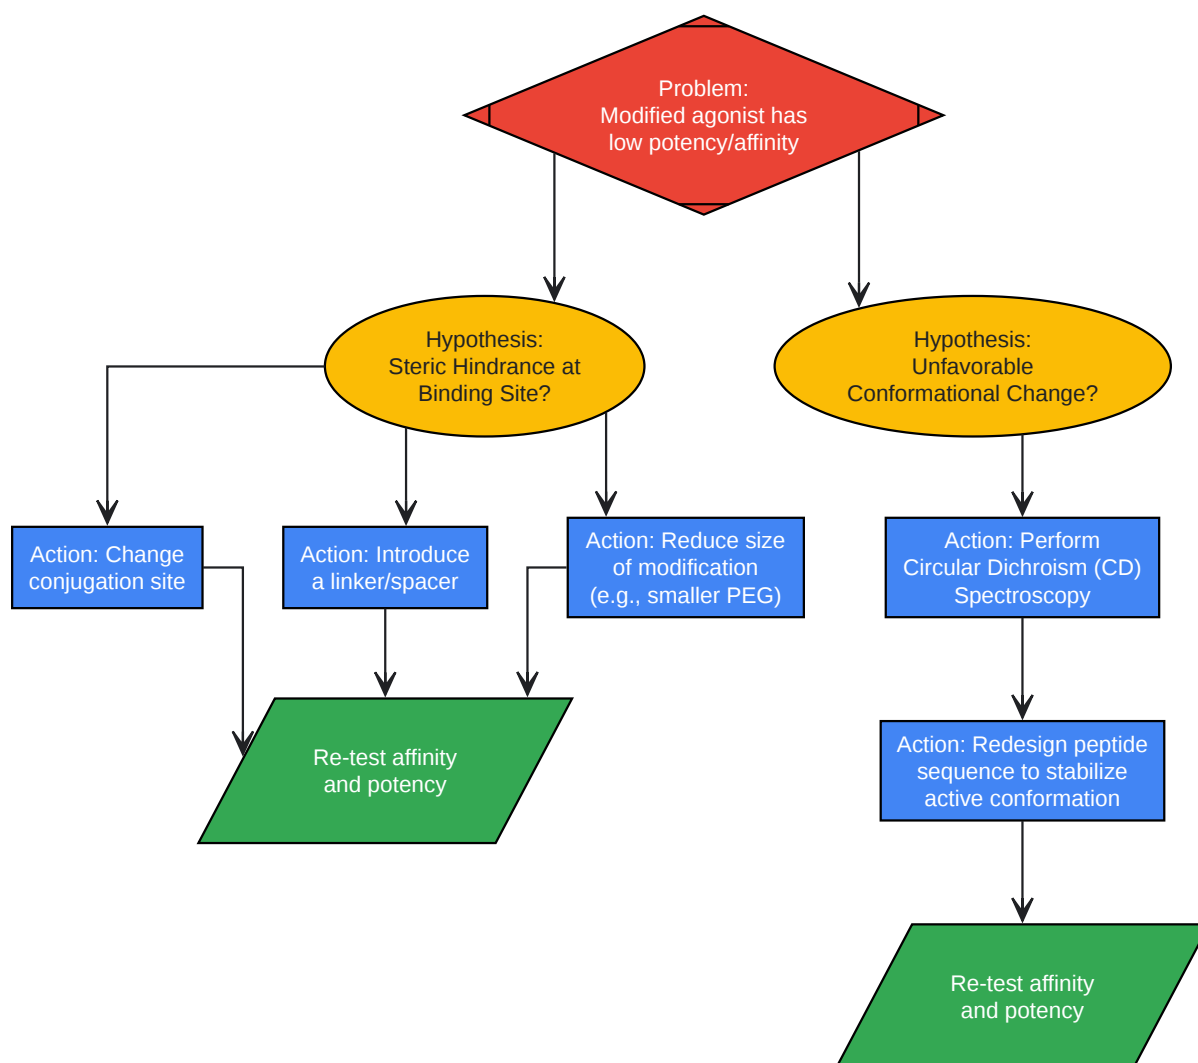 Problem:
Modified agonist has
low potency/affinity
Hypothesis:
Steric Hindrance at
Binding Site?
Hypothesis:
Unfavorable
Conformational Change?
Action: Change
conjugation site
Action: Introduce
a linker/spacer
Action: Reduce size
of modification
(e.g., smaller PEG)
Action: Perform
Circular Dichroism (CD)
Spectroscopy
Re-test affinity
and potency
Action: Redesign peptide
sequence to stabilize
active conformation
Re-test affinity
and potency